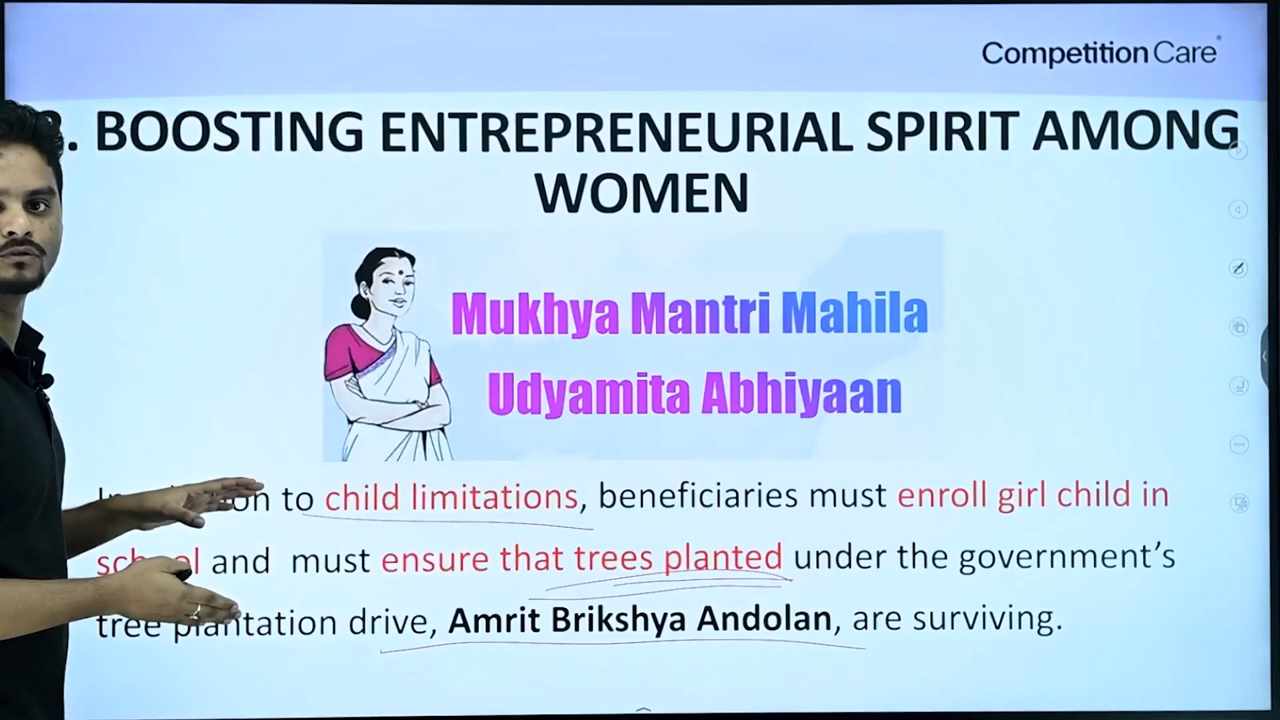 Competition Care
. BOOSTING ENTREPRENEURIAL SPIRIT AMONG
WOMEN
Mukhya Mantri Mahila
Udyamita Abhiyaan
to child limitations, beneficiaries must enroll girl child in
and must ensure that trees planted under the government's
tree plantation drive, Amrit Brikshya Andolan, are surviving.